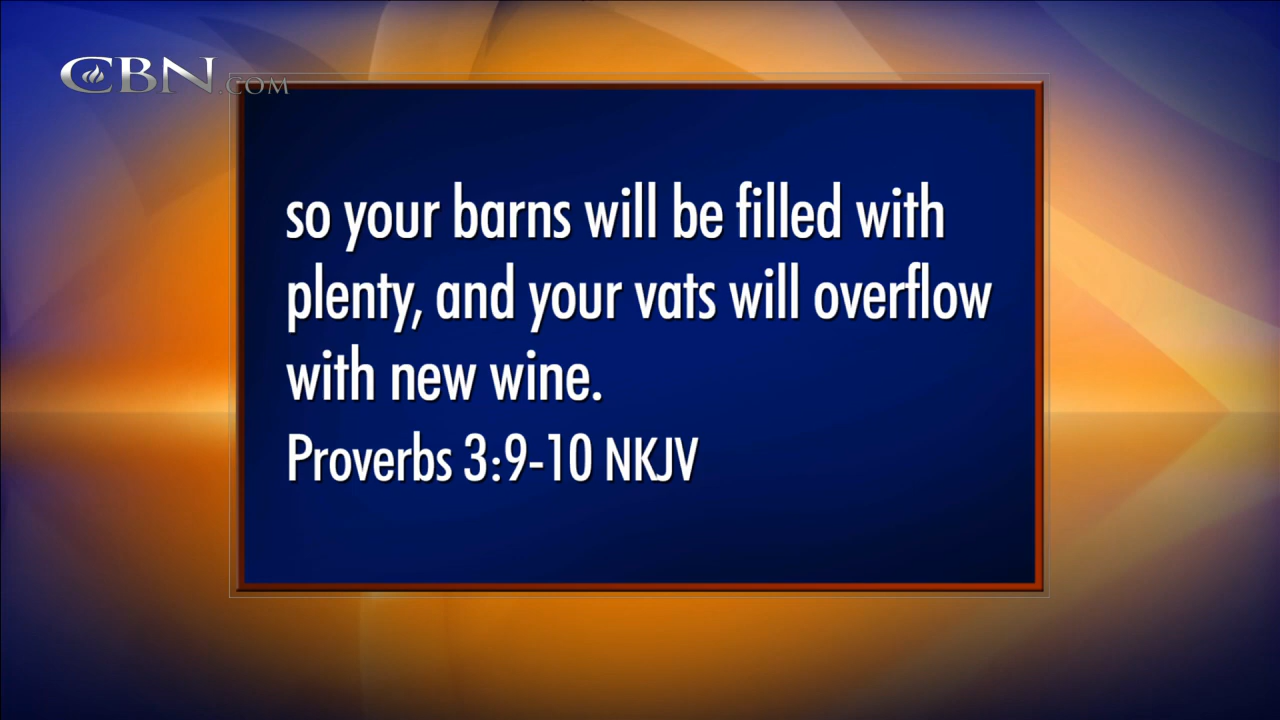 CBN.COM
so your barns will be filled with
plenty, and your vats will overflow
with new wine.
Proverbs 3:9-10 NKJV